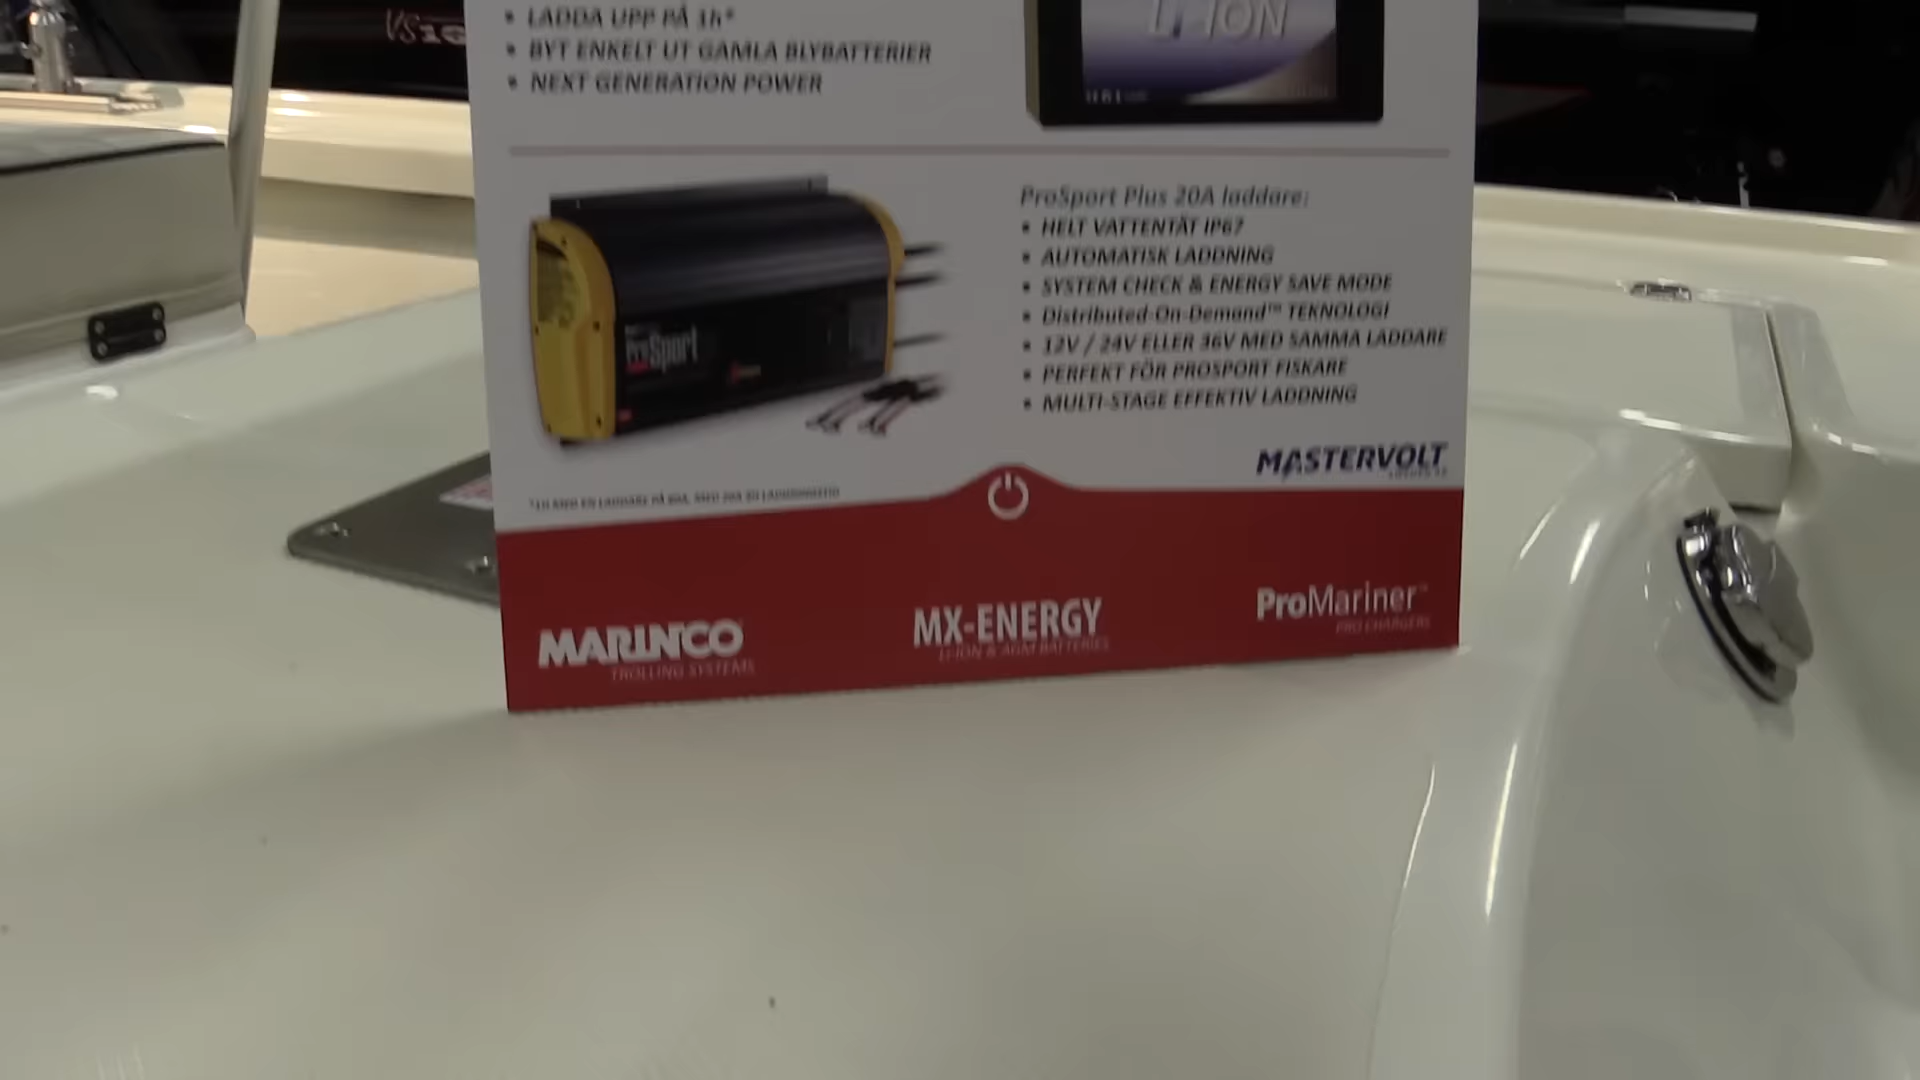 VS10
LADDA UPP PÅ 1h*
BYT ENKELT UT GAMLA BLYBATTERIER
NEXT GENERATION POWER
LI-ION
ProSport Plus 20A laddare:
HELT VATTENTÄT IP67
AUTOMATISK LADDNING
SYSTEM CHECK & ENERGY SAVE MODE
Distributed-On-Demand™ TEKNOLOGI
12V / 24V ELLER 36V MED SAMMA LADDARE
PERFEKT FÖR PROSPORT FISKARE
MULTI-STAGE EFFEKTIV LADDNING
ProSport
MASTERVOLT
MARINCO
TROLLING SYSTEMS
MX-ENERGY
LI-ION & AGM BATTERIES
ProMariner™
PRO CHARGERS